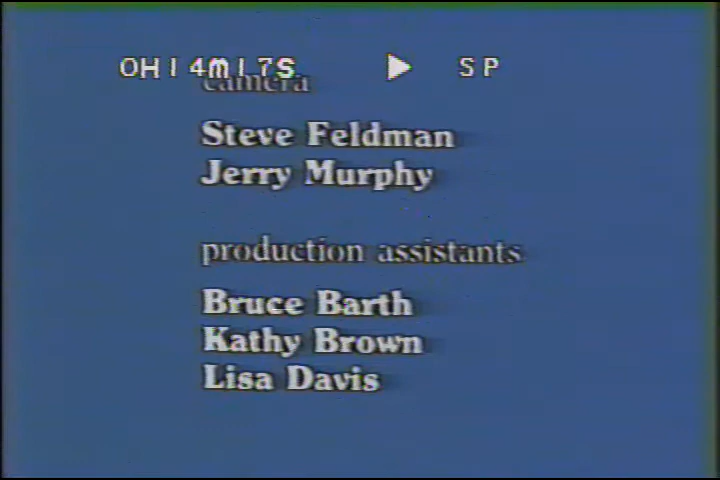 0H14M17S ▶ SP
camera
Steve Feldman
Jerry Murphy
production assistants
Bruce Barth
Kathy Brown
Lisa Davis